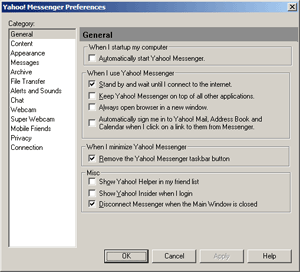 Yahoo! Messenger Preferences
Category:
General
Content
Appearance
Messages
Archive
File Transfer
Alerts and Sounds
Chat
Webcam
Super Webcam
Mobile Friends
Privacy
Connection
General
When I startup my computer
Automatically start Yahoo! Messenger.
When I use Yahoo! Messenger
Stand by and wait until I connect to the internet.
Keep Yahoo! Messenger on top of all other applications.
Always open browser in a new window.
Automatically sign me in to Yahoo! Mail, Address Book and
Calendar when I click on a link to them from Messenger.
When I minimize Yahoo! Messenger
Remove the Yahoo! Messenger taskbar button
Misc
Show Yahoo! Helper in my friend list
Show Yahoo! Insider when I login
Disconnect Messenger when the Main Window is closed
OK
Cancel
Apply
Help